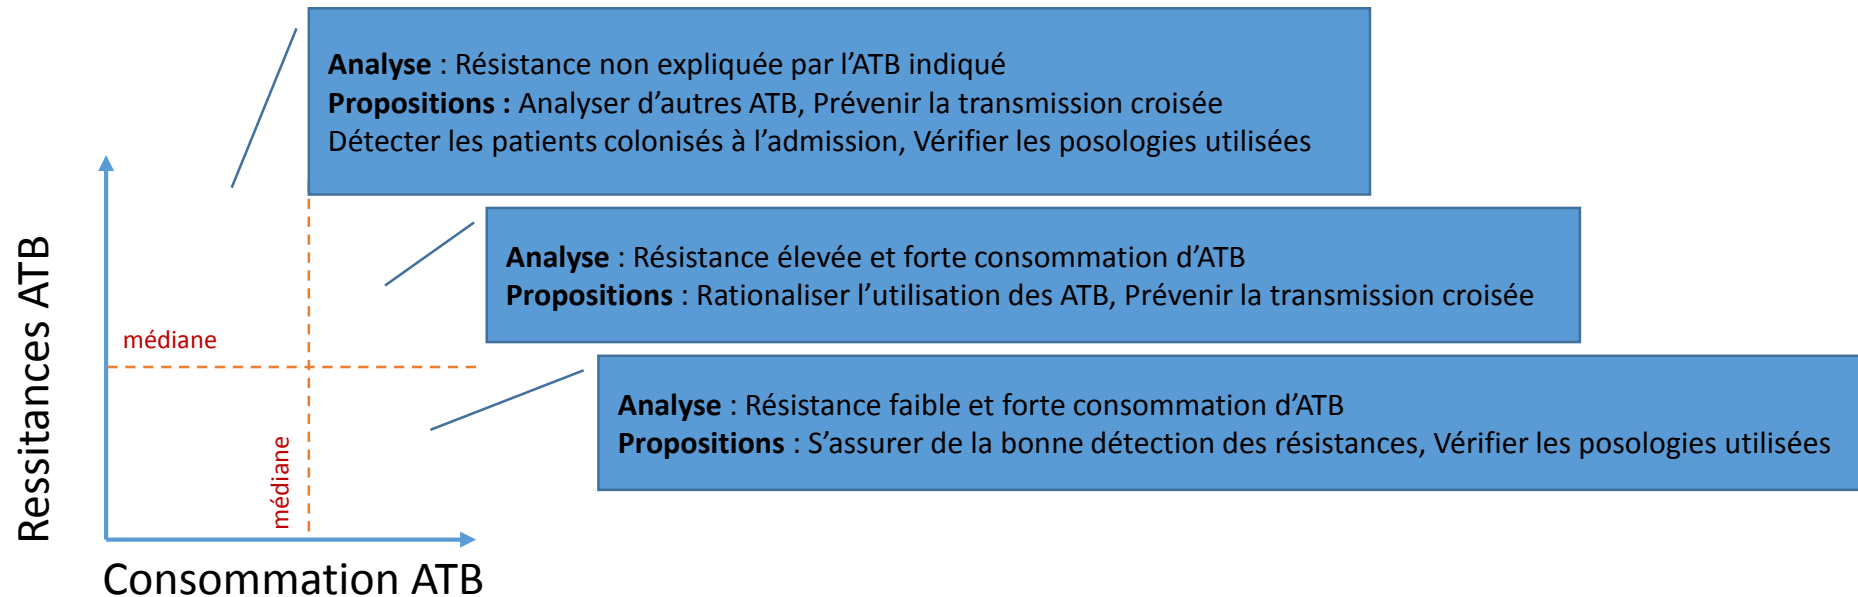 Analyse : Résistance non expliquée par l’ATB indiqué
Propositions : Analyser d’autres ATB, Prévenir la transmission croisée
Détecter les patients colonisés à l’admission, Vérifier les posologies utilisées
Analyse : Résistance élevée et forte consommation d’ATB
Propositions : Rationaliser l’utilisation des ATB, Prévenir la transmission croisée
Analyse : Résistance faible et forte consommation d’ATB
Propositions : S’assurer de la bonne détection des résistances, Vérifier les posologies utilisées
Ressitances ATB
médiane
médiane
Consommation ATB